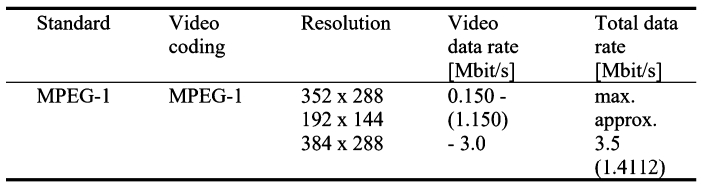 Standard Video Resolution Video Total data
coding data rate rate
[Mbit/s] [Mbit/s]
MPEG-1 MPEG-1 352 x 288 0.150 - max.
192 x 144 (1.150) approx.
384 x 288 - 3.0 3.5
(1.4112)